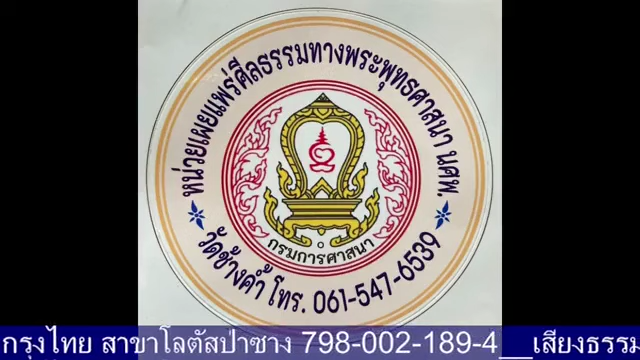 หน่วยเผยแพร่ศีลธรรมทางพระพุทธศาสนา นศพ.
กรมการศาสนา
วัดช้างค้ำ โทร. 061-547-6539
กรุงไทย สาขาโลตัสป่าซาง 798-002-189-4__เสียงธรรม